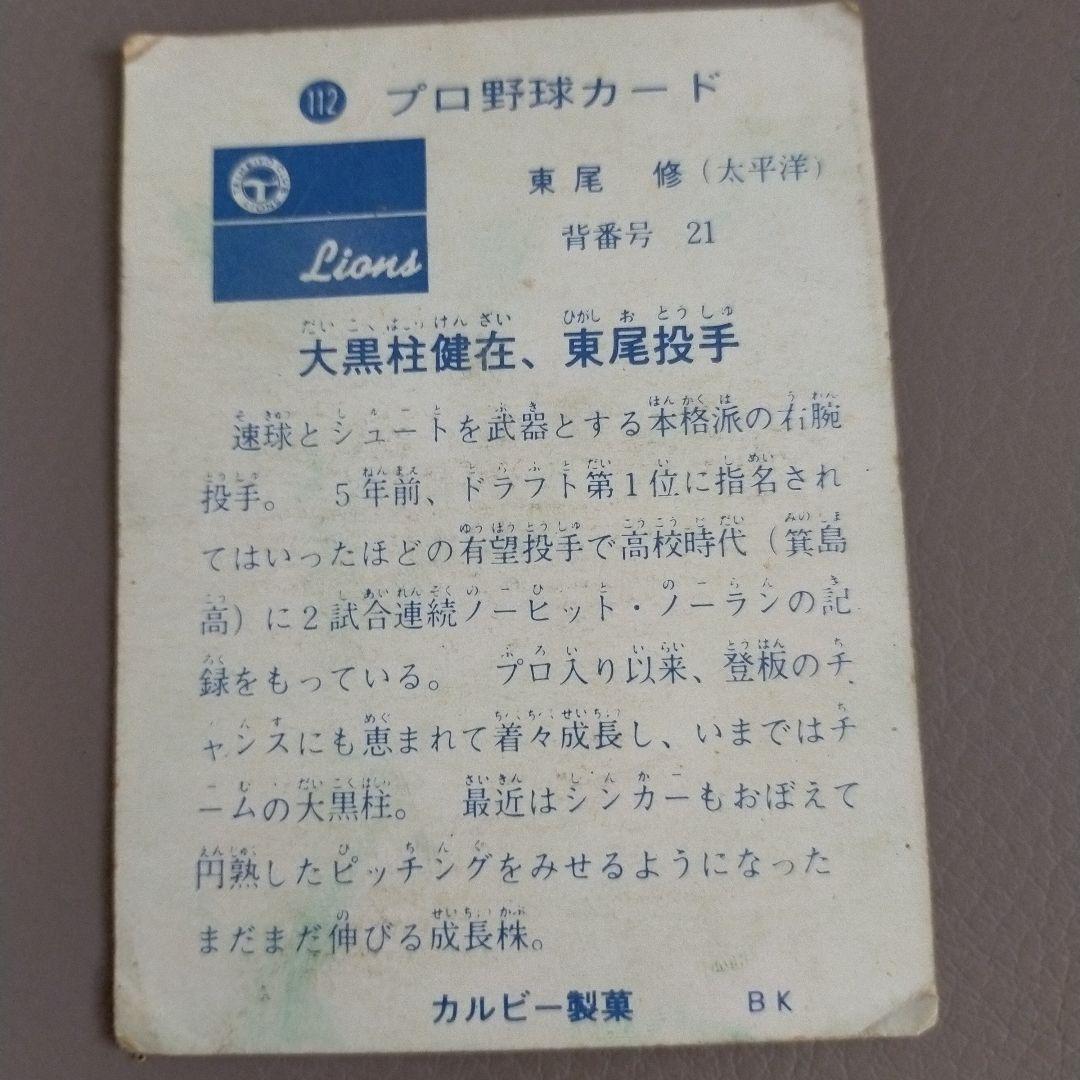 112 プロ野球カード
TAIHEIYO CLUB LIONS
Lions
東尾 修（太平洋）
背番号 21
大黒柱健在、東尾投手
速球とシュートを武器とする本格派の右腕
投手。 5年前、ドラフト第1位に指名され
てはいったほどの有望投手で高校時代（箕島
高）に2試合連続ノーヒット・ノーランの記
録をもっている。 プロ入り以来、登板のチ
ャンスにも恵まれて着々成長し、いまではチ
ームの大黒柱。 最近はシンカーもおぼえて
円熟したピッチングをみせるようになった
まだまだ伸びる成長株。
カルビー製菓 BK